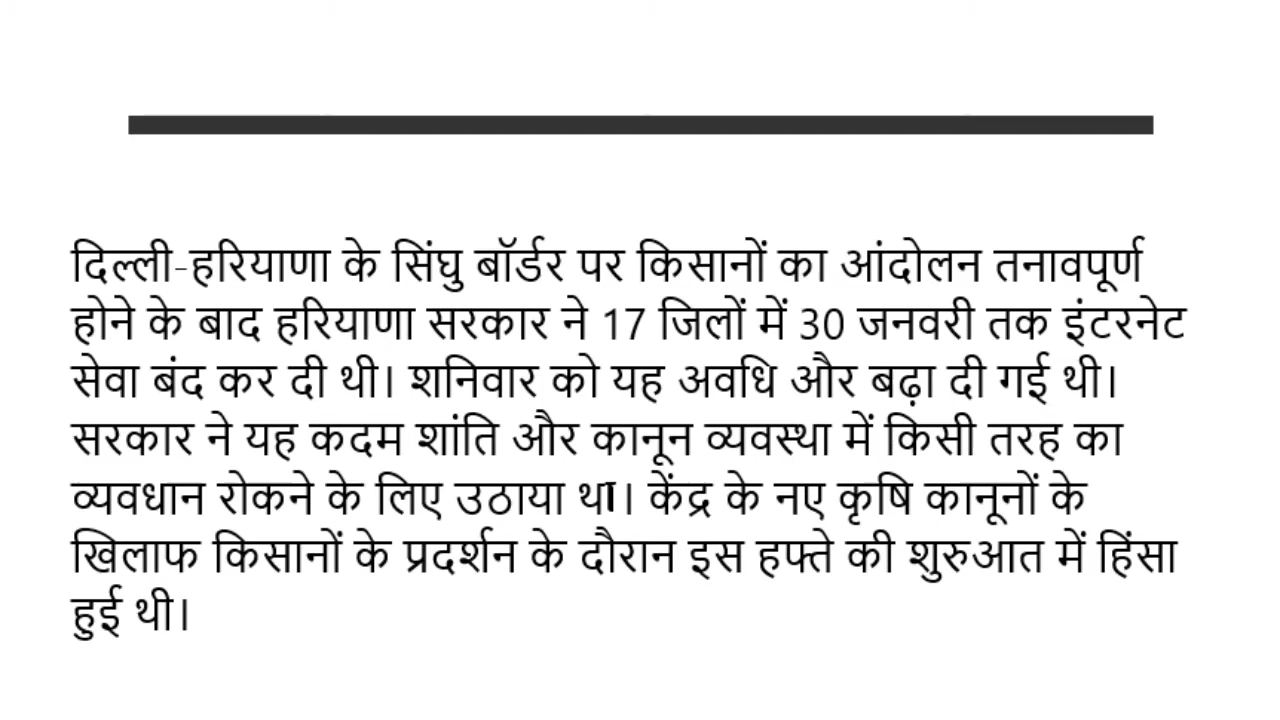 दिल्ली-हरियाणा के सिंघु बॉर्डर पर किसानों का आंदोलन तनावपूर्ण
होने के बाद हरियाणा सरकार ने 17 जिलों में 30 जनवरी तक इंटरनेट
सेवा बंद कर दी थी। शनिवार को यह अवधि और बढ़ा दी गई थी।
सरकार ने यह कदम शांति और कानून व्यवस्था में किसी तरह का
व्यवधान रोकने के लिए उठाया था। केंद्र के नए कृषि कानूनों के
खिलाफ किसानों के प्रदर्शन के दौरान इस हफ्ते की शुरुआत में हिंसा
हुई थी।